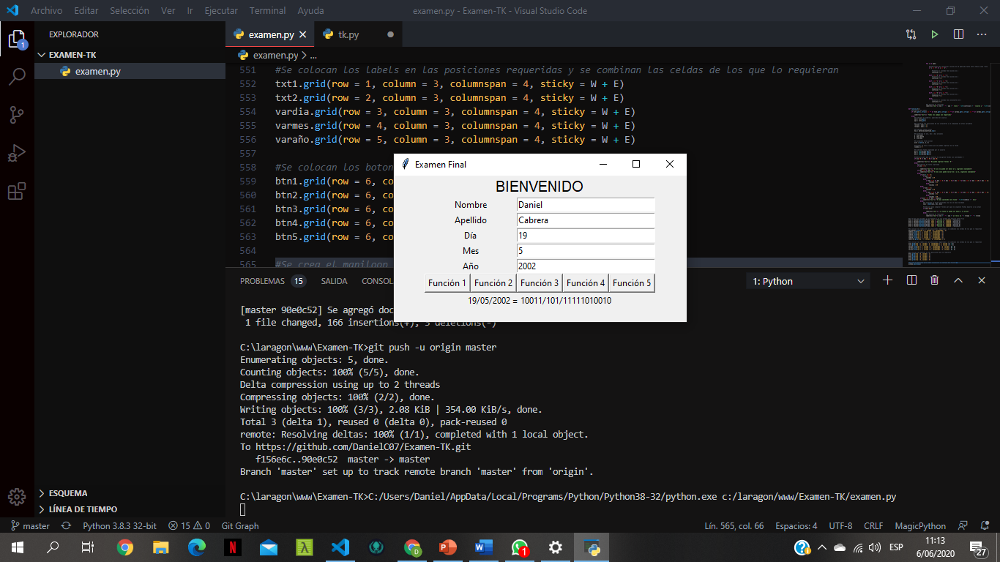 Archivo Editar Selección Ver Ir Ejecutar Terminal Ayuda examen.py - Examen-TK - Visual Studio Code
EXPLORADOR
EXAMEN-TK
examen.py
1
ESQUEMA
LÍNEA DE TIEMPO
examen.py tk.py
examen.py > ...
551 #Se colocan los labels en las posiciones requeridas y se combinan las celdas de los que lo requieran
552 txt1.grid(row = 1, column = 3, columnspan = 4, sticky = W + E)
553 txt2.grid(row = 2, column = 3, columnspan = 4, sticky = W + E)
554 vardia.grid(row = 3, column = 3, columnspan = 4, sticky = W + E)
555 varmes.grid(row = 4, column = 3, columnspan = 4, sticky = W + E)
556 varaño.grid(row = 5, column = 3, columnspan = 4, sticky = W + E)
557
558 #Se colocan los boton
559 btn1.grid(row = 6, co
560 btn2.grid(row = 6, co
561 btn3.grid(row = 6, co
562 btn4.grid(row = 6, co
563 btn5.grid(row = 6, co
564
565 #Se crea el
Examen Final
BIENVENIDO
Nombre Daniel
Apellido Cabrera
Día 19
Mes 5
Año 2002
Función 1 Función 2 Función 3 Función 4 Función 5
19/05/2002 = 10011/101/11111010010
PROBLEMAS 15 SALIDA CONSOL 1: Python
[master 90e0c52] Se agregó doc
1 file changed, 166 insertions(+), 3 deletions(-)
C:\laragon\www\Examen-TK>git push -u origin master
Enumerating objects: 5, done.
Counting objects: 100% (5/5), done.
Delta compression using up to 2 threads
Compressing objects: 100% (2/2), done.
Writing objects: 100% (3/3), 2.08 KiB | 354.00 KiB/s, done.
Total 3 (delta 1), reused 0 (delta 0), pack-reused 0
remote: Resolving deltas: 100% (1/1), completed with 1 local object.
To https://github.com/DanielC07/Examen-TK.git
f156e6c..90e0c52 master -> master
Branch 'master' set up to track remote branch 'master' from 'origin'.
C:\laragon\www\Examen-TK>C:/Users/Daniel/AppData/Local/Programs/Python/Python38-32/python.exe c:/laragon/www/Examen-TK/examen.py
master Python 3.8.3 32-bit 15 0 Git Graph Lín. 565, col. 66 Espacios: 4 UTF-8 CRLF MagicPython
ESP 11:13
6/06/2020
27